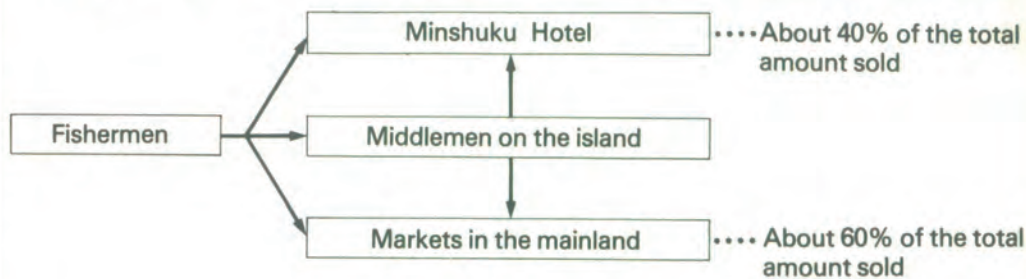 Minshuku Hotel
···· About 40% of the total
amount sold
Fishermen
Middlemen on the island
Markets in the mainland
···· About 60% of the total
amount sold